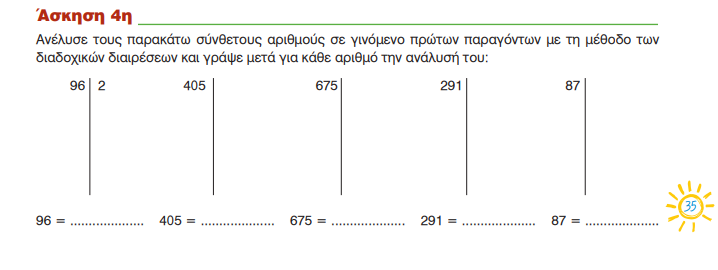 Άσκηση 4η
Ανέλυσε τους παρακάτω σύνθετους αριθμούς σε γινόμενο πρώτων παραγόντων με τη μέθοδο των
διαδοχικών διαιρέσεων και γράψε μετά για κάθε αριθμό την ανάλυσή του:
96 2 405 675 291 87
96 = .................... 405 = .................... 675 = .................... 291 = .................... 87 = ....................
35